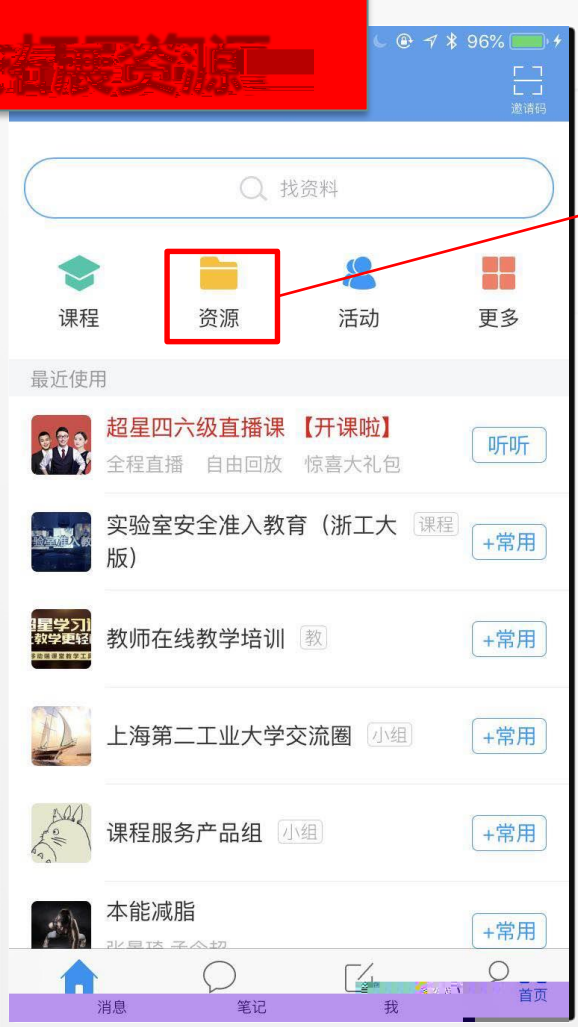 拓展资源
96%
邀请码
找资料
课程 资源 活动 更多
最近使用
超星四六级直播课 【开课啦】
全程直播 自由回放 惊喜大礼包
听听
实验室安全准入教育（浙江大版） 课程
+常用
教师在线教学培训 教
+常用
上海第二工业大学交流圈 小组
+常用
课程服务产品组 小组
+常用
本能减脂
+常用
消息 笔记 我 首页